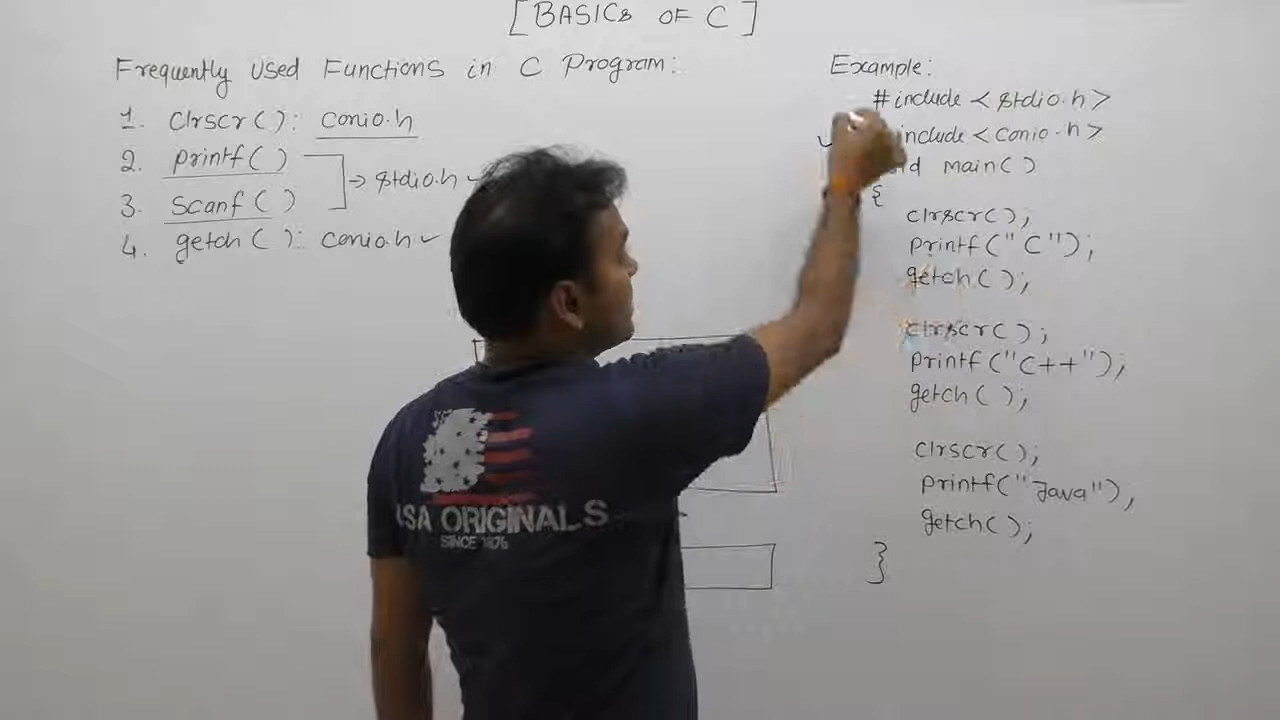 [BASICs OF C]
Frequently Used Functions in C Program:
1. Clrscr( ): conio.h
2. printf( )
3. Scanf( )
→ stdio.h
4. getch( ): conio.h
Example:
#include <stdio.h>
include <conio.h>
main( )
{
clrscr( );
printf("C");
getch( );
clrscr( );
printf("C++");
getch( );
clrscr( );
printf("Java");
getch( );
}
USA ORIGINALS
SINCE 1876